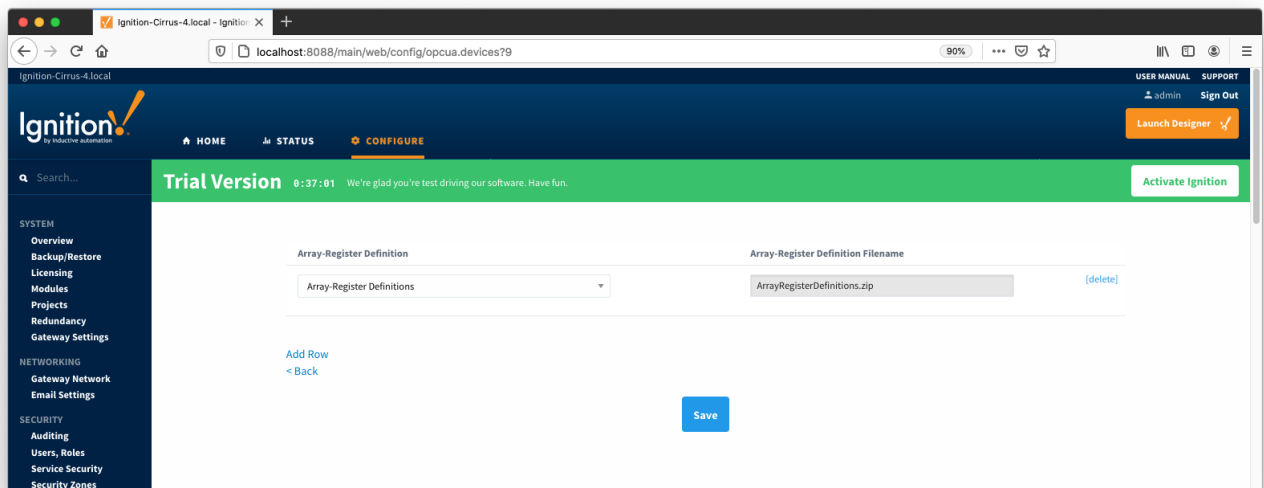 Ignition-Cirrus-4.local - Ignition
localhost:8088/main/web/config/opcua.devices?9
90%
Ignition-Cirrus-4.local
USER MANUAL SUPPORT
admin Sign Out
Ignition!
by inductive automation
Launch Designer
HOME STATUS CONFIGURE
Search...
Trial Version 0:37:01 We're glad you're test driving our software. Have fun.
Activate Ignition
SYSTEM
Overview
Backup/Restore
Licensing
Modules
Projects
Redundancy
Gateway Settings
NETWORKING
Gateway Network
Email Settings
SECURITY
Auditing
Users, Roles
Service Security
Security Zones
Array-Register Definition Array-Register Definition Filename
Array-Register Definitions ArrayRegisterDefinitions.zip [delete]
Add Row
< Back
Save